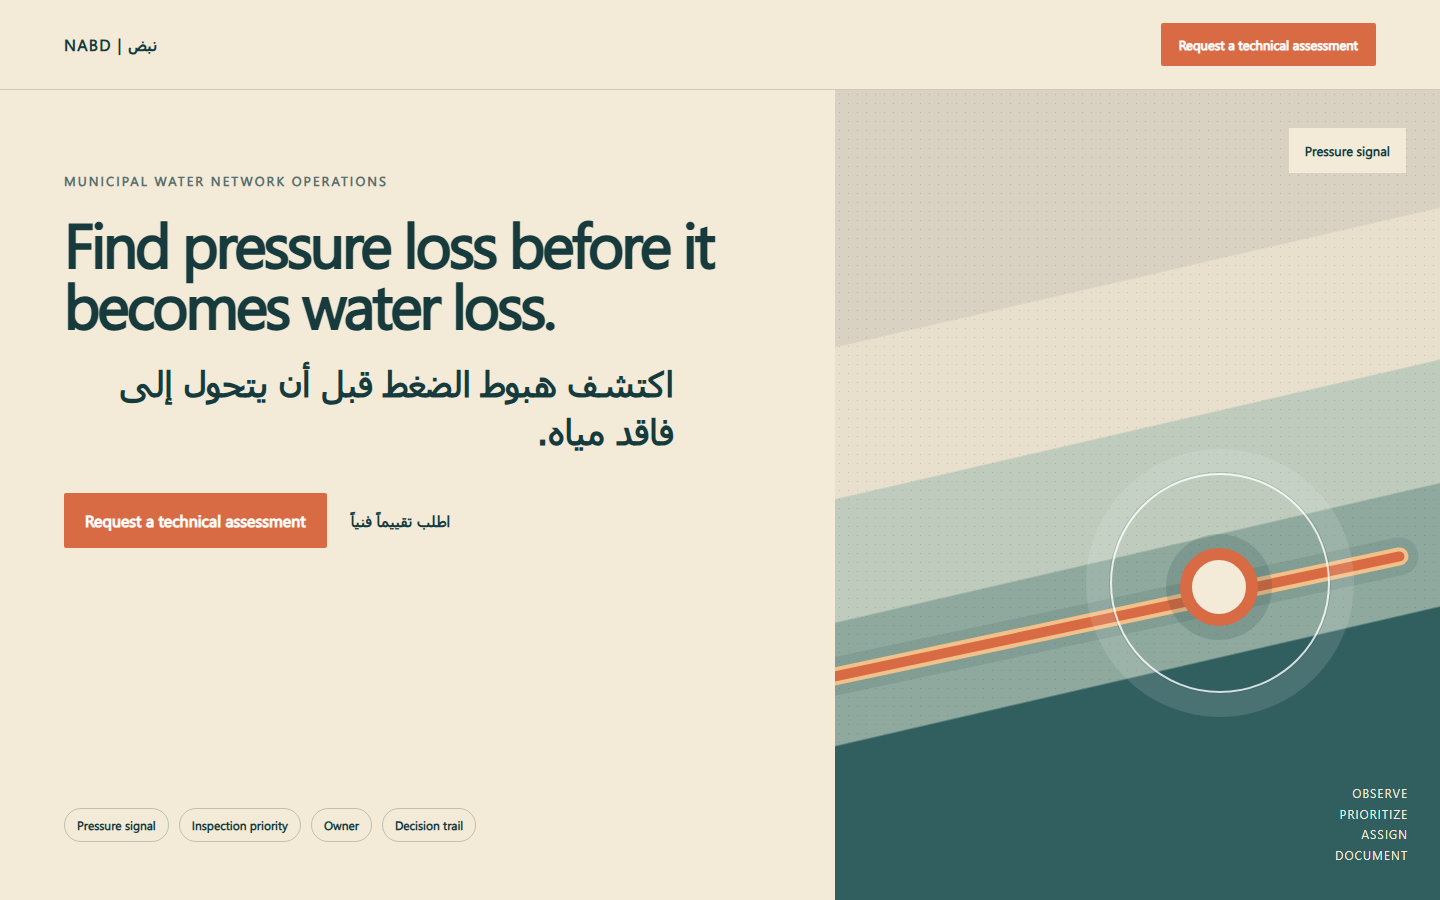 NABD | نبض
Request a technical assessment
MUNICIPAL WATER NETWORK OPERATIONS
Find pressure loss before it
becomes water loss.
اكتشف هبوط الضغط قبل أن يتحول إلى
فاقد مياه.
Request a technical assessment
اطلب تقييماً فنياً
Pressure signal
Inspection priority
Owner
Decision trail
Pressure signal
OBSERVE
PRIORITIZE
ASSIGN
DOCUMENT